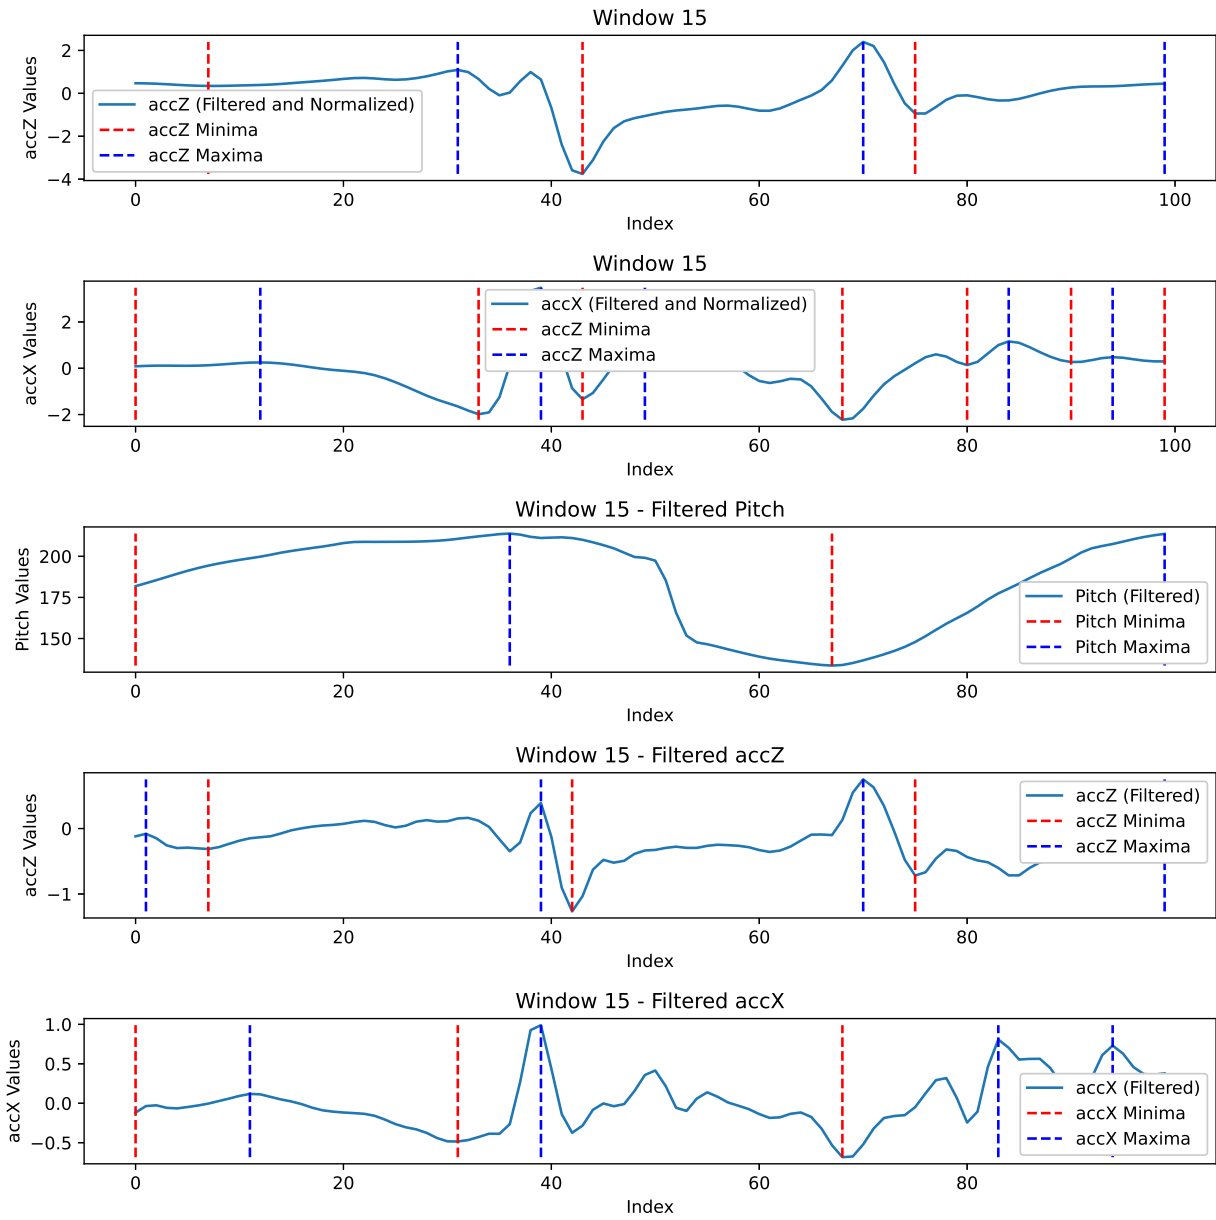 Window 15
accZ Values
2
0
−2
−4
accZ (Filtered and Normalized)
accZ Minima
accZ Maxima
0 20 40 60 80 100
Index
Window 15
accX Values
2
0
−2
accX (Filtered and Normalized)
accZ Minima
accZ Maxima
0 20 40 60 80 100
Index
Window 15 - Filtered Pitch
Pitch Values
200
175
150
Pitch (Filtered)
Pitch Minima
Pitch Maxima
0 20 40 60 80
Index
Window 15 - Filtered accZ
accZ Values
0
−1
accZ (Filtered)
accZ Minima
accZ Maxima
0 20 40 60 80
Index
Window 15 - Filtered accX
accX Values
1.0
0.5
0.0
−0.5
accX (Filtered)
accX Minima
accX Maxima
0 20 40 60 80
Index